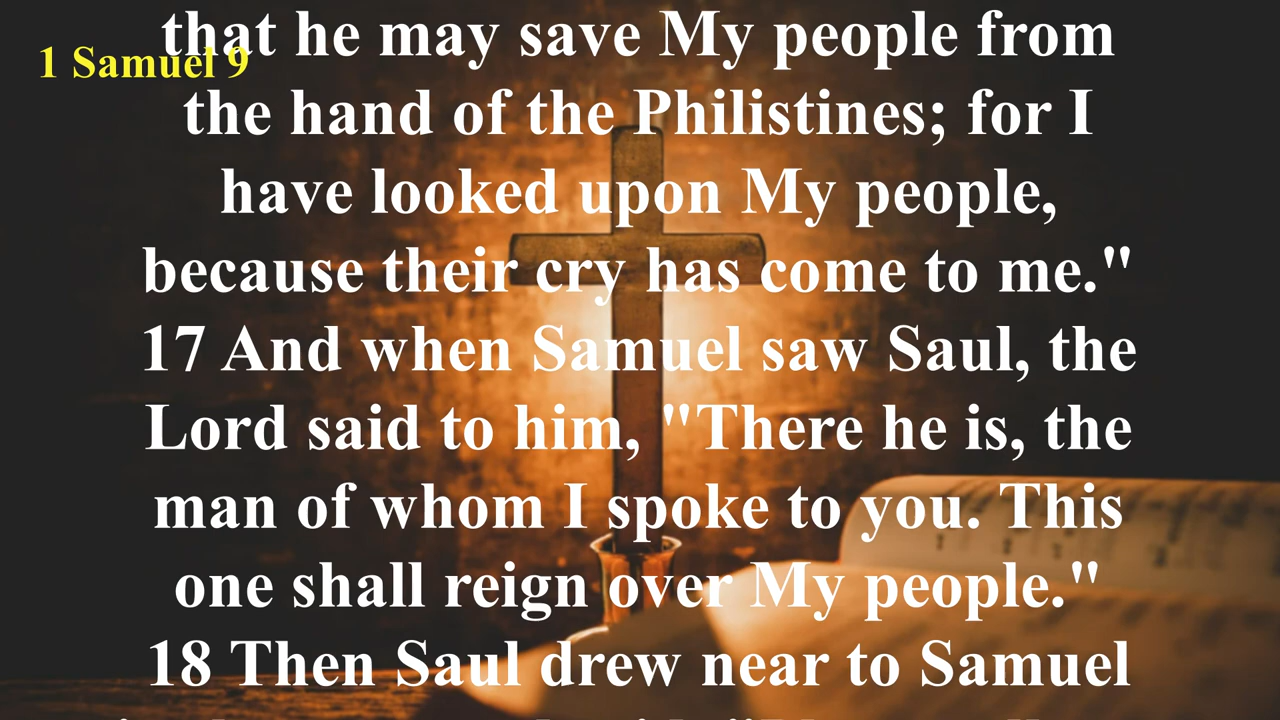 1 Samuel 9
that he may save My people from
the hand of the Philistines; for I
have looked upon My people,
because their cry has come to me."
17 And when Samuel saw Saul, the
Lord said to him, "There he is, the
man of whom I spoke to you. This
one shall reign over My people."
18 Then Saul drew near to Samuel